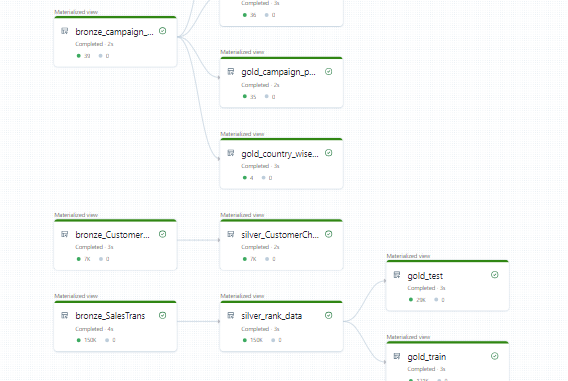 Completed · 3s
36 0
Materialized view
bronze_campaign_...
Completed · 2s
39 0
Materialized view
gold_campaign_p...
Completed · 2s
35 0
Materialized view
gold_country_wise...
Completed · 3s
4 0
Materialized view
bronze_Customer...
Completed · 3s
7K 0
Materialized view
silver_CustomerCh...
Completed · 2s
7K 0
Materialized view
gold_test
Completed · 3s
29K 0
Materialized view
bronze_SalesTrans
Completed · 4s
150K 0
Materialized view
silver_rank_data
Completed · 3s
150K 0
Materialized view
gold_train
Completed · 3s
0